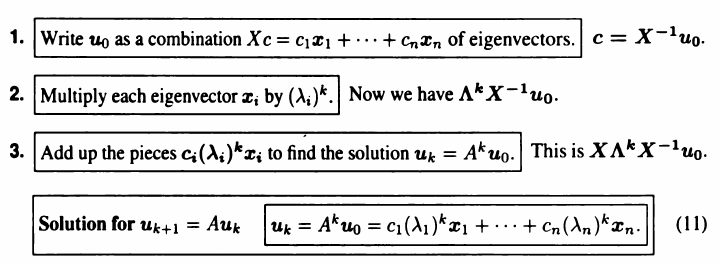 1. Write u₀ as a combination Xc = c₁x₁ + ··· + cₙxₙ of eigenvectors. c = X⁻¹u₀.
2. Multiply each eigenvector xᵢ by (λᵢ)ᵏ. Now we have ΛᵏX⁻¹u₀.
3. Add up the pieces cᵢ(λᵢ)ᵏxᵢ to find the solution uₖ = Aᵏu₀. This is XΛᵏX⁻¹u₀.
Solution for uₖ₊₁ = Auₖ uₖ = Aᵏu₀ = c₁(λ₁)ᵏx₁ + ··· + cₙ(λₙ)ᵏxₙ. (11)